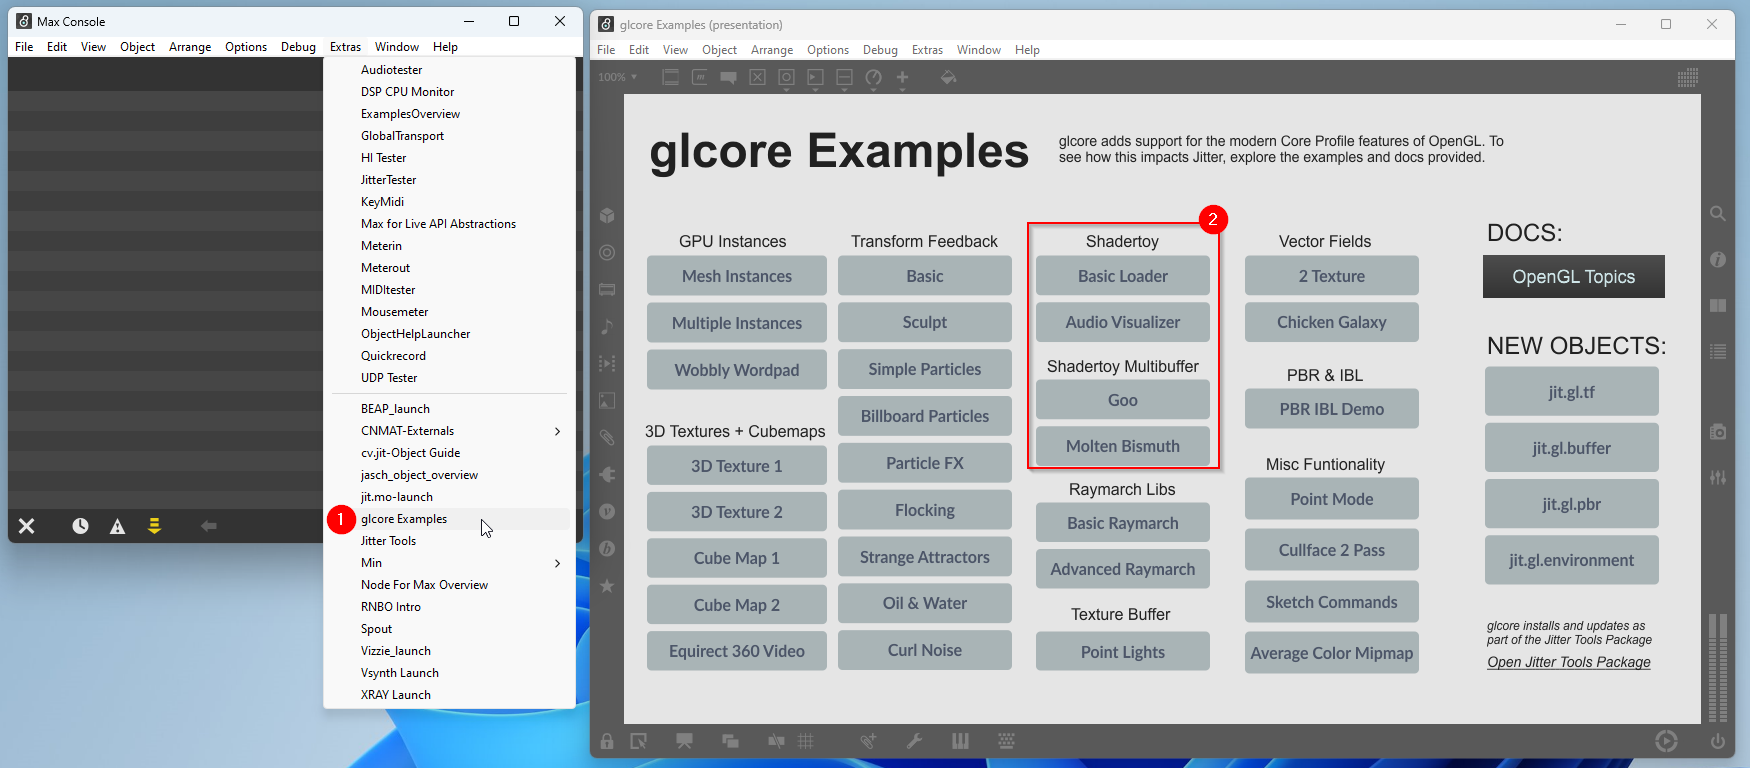 Max Console
File Edit View Object Arrange Options Debug Extras Window Help
Audiotester
DSP CPU Monitor
ExamplesOverview
GlobalTransport
HI Tester
JitterTester
KeyMidi
Max for Live API Abstractions
Meterin
Meterout
MIDItester
Mousemeter
ObjectHelpLauncher
Quickrecord
UDP Tester
BEAP_launch
CNMAT-Externals
cv.jit-Object Guide
jasch_object_overview
jit.mo-launch
1
glcore Examples
Jitter Tools
Min
Node For Max Overview
RNBO Intro
Spout
Vizzie_launch
Vsynth Launch
XRAY Launch
glcore Examples (presentation)
File Edit View Object Arrange Options Debug Extras Window Help
100%
glcore Examples
glcore adds support for the modern Core Profile features of OpenGL. To
see how this impacts Jitter, explore the examples and docs provided.
GPU Instances
Mesh Instances
Multiple Instances
Wobbly Wordpad
3D Textures + Cubemaps
3D Texture 1
3D Texture 2
Cube Map 1
Cube Map 2
Equirect 360 Video
Transform Feedback
Basic
Sculpt
Simple Particles
Billboard Particles
Particle FX
Flocking
Strange Attractors
Oil & Water
Curl Noise
2
Shadertoy
Basic Loader
Audio Visualizer
Shadertoy Multibuffer
Goo
Molten Bismuth
Raymarch Libs
Basic Raymarch
Advanced Raymarch
Texture Buffer
Point Lights
Vector Fields
2 Texture
Chicken Galaxy
PBR & IBL
PBR IBL Demo
Misc Funtionality
Point Mode
Cullface 2 Pass
Sketch Commands
Average Color Mipmap
DOCS:
OpenGL Topics
NEW OBJECTS:
jit.gl.tf
jit.gl.buffer
jit.gl.pbr
jit.gl.environment
glcore installs and updates as
part of the Jitter Tools Package
Open Jitter Tools Package